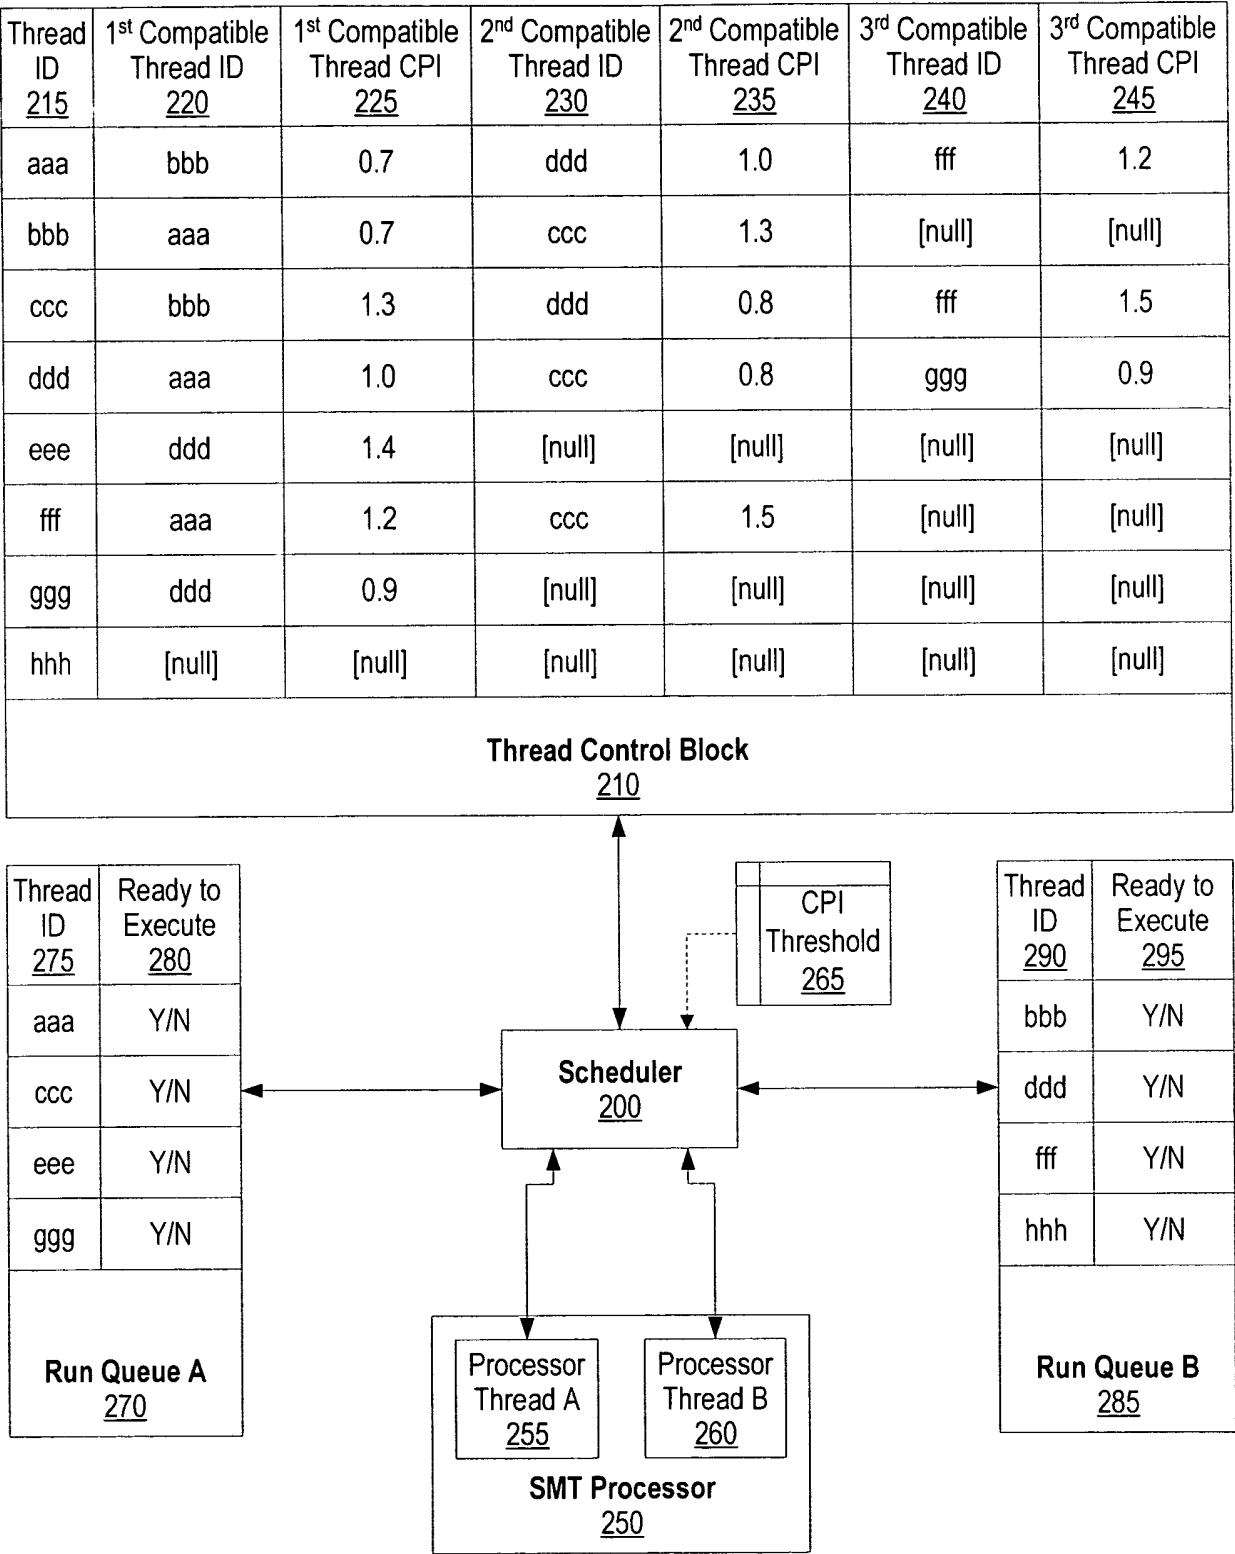 Thread 1st Compatible 1st Compatible 2nd Compatible 2nd Compatible 3rd Compatible 3rd Compatible
ID Thread ID Thread CPI Thread ID Thread CPI Thread ID Thread CPI
215 220 225 230 235 240 245
aaa bbb 0.7 ddd 1.0 fff 1.2
bbb aaa 0.7 ccc 1.3 [null] [null]
ccc bbb 1.3 ddd 0.8 fff 1.5
ddd aaa 1.0 ccc 0.8 ggg 0.9
eee ddd 1.4 [null] [null] [null] [null]
fff aaa 1.2 ccc 1.5 [null] [null]
ggg ddd 0.9 [null] [null] [null] [null]
hhh [null] [null] [null] [null] [null] [null]
Thread Control Block
210
Thread Ready to
ID Execute
275 280
aaa Y/N
ccc Y/N
eee Y/N
ggg Y/N
Run Queue A
270
CPI
Threshold
265
Scheduler
200
Thread Ready to
ID Execute
290 295
bbb Y/N
ddd Y/N
fff Y/N
hhh Y/N
Run Queue B
285
Processor
Thread A
255
Processor
Thread B
260
SMT Processor
250